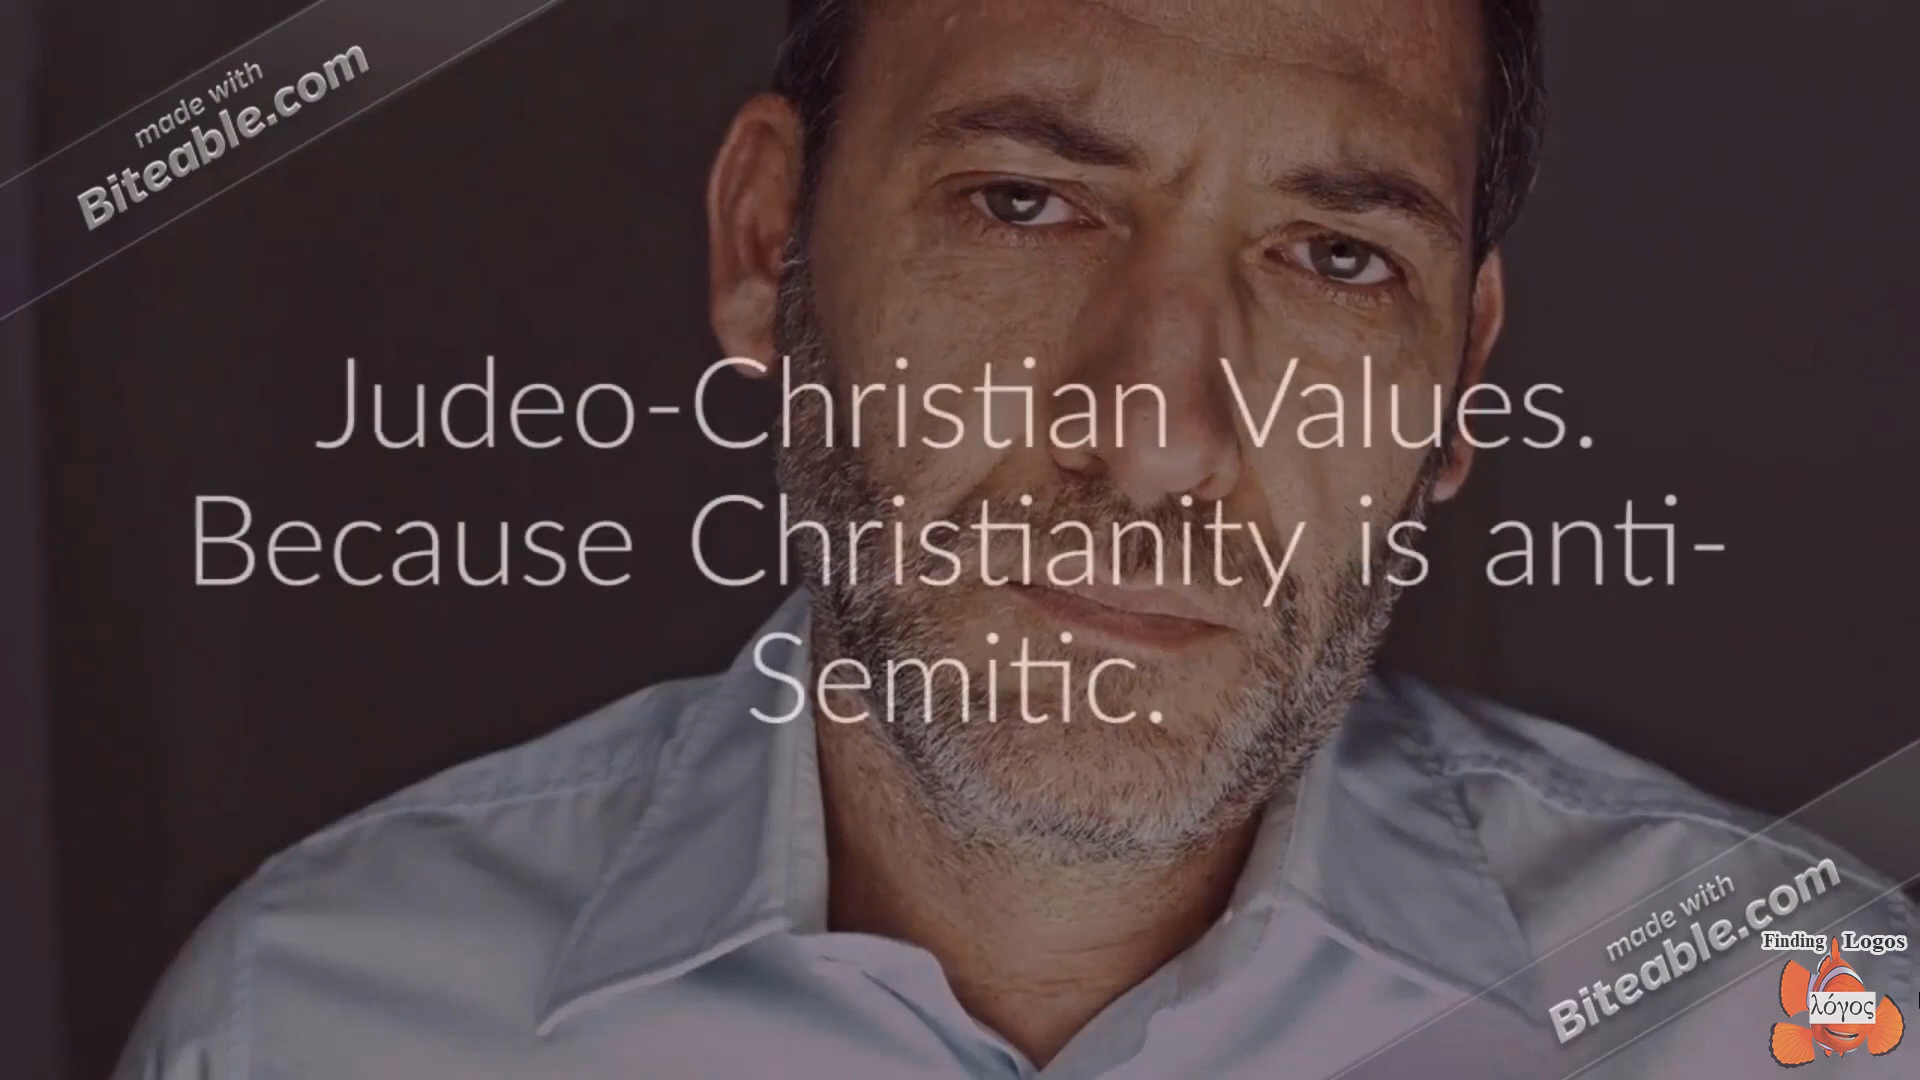 made with
Biteable.com
Judeo-Christian Values.
Because Christianity is anti-
Semitic.
made with
Biteable.com
Finding Logos
λόγος